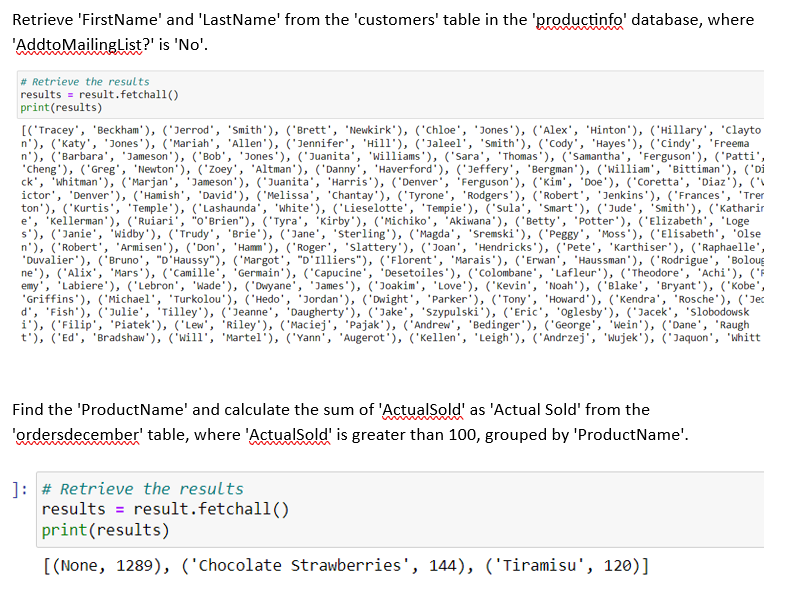 Retrieve 'FirstName' and 'LastName' from the 'customers' table in the 'productinfo' database, where
'AddtoMailingList?' is 'No'.
# Retrieve the results
results = result.fetchall()
print(results)
[('Tracey', 'Beckham'), ('Jerrod', 'Smith'), ('Brett', 'Newkirk'), ('Chloe', 'Jones'), ('Alex', 'Hinton'), ('Hillary', 'Clayto
n'), ('Katy', 'Jones'), ('Mariah', 'Allen'), ('Jennifer', 'Hill'), ('Jaleel', 'Smith'), ('Cody', 'Hayes'), ('Cindy', 'Freema
n'), ('Barbara', 'Jameson'), ('Bob', 'Jones'), ('Juanita', 'Williams'), ('Sara', 'Thomas'), ('Samantha', 'Ferguson'), ('Patti',
'Cheng'), ('Greg', 'Newton'), ('Zoey', 'Altman'), ('Danny', 'Haverford'), ('Jeffery', 'Bergman'), ('William', 'Bittiman'), ('Di
ck', 'Whitman'), ('Marjan', 'Jameson'), ('Juanita', 'Harris'), ('Denver', 'Ferguson'), ('Kim', 'Doe'), ('Coretta', 'Diaz'), ('V
ictor', 'Denver'), ('Hamish', 'David'), ('Melissa', 'Chantay'), ('Tyrone', 'Rodgers'), ('Robert', 'Jenkins'), ('Frances', 'Tren
ton'), ('Kurtis', 'Temple'), ('Lashaunda', 'White'), ('Lieselotte', 'Tempie'), ('Sula', 'Smart'), ('Jude', 'Smith'), ('Katharin
e', 'Kellerman'), ('Ruiari', "O'Brien"), ('Tyra', 'Kirby'), ('Michiko', 'Akiwana'), ('Betty', 'Potter'), ('Elizabeth', 'Loge
s'), ('Janie', 'Widby'), ('Trudy', 'Brie'), ('Jane', 'Sterling'), ('Magda', 'Sremski'), ('Peggy', 'Moss'), ('Elisabeth', 'Olse
n'), ('Robert', 'Armisen'), ('Don', 'Hamm'), ('Roger', 'Slattery'), ('Joan', 'Hendricks'), ('Pete', 'Karthiser'), ('Raphaelle',
'Duvalier'), ('Bruno', "D'Haussy"), ('Margot', "D'Illiers"), ('Florent', 'Marais'), ('Erwan', 'Haussman'), ('Rodrigue', 'Boloug
ne'), ('Alix', 'Mars'), ('Camille', 'Germain'), ('Capucine', 'Desetoiles'), ('Colombane', 'Lafleur'), ('Theodore', 'Achi'), ('
emy', 'Labiere'), ('Lebron', 'Wade'), ('Dwyane', 'James'), ('Joakim', 'Love'), ('Kevin', 'Noah'), ('Blake', 'Bryant'), ('Kobe',
'Griffins'), ('Michael', 'Turkolou'), ('Hedo', 'Jordan'), ('Dwight', 'Parker'), ('Tony', 'Howard'), ('Kendra', 'Rosche'), ('Jec
d', 'Fish'), ('Julie', 'Tilley'), ('Jeanne', 'Daugherty'), ('Jake', 'Szypulski'), ('Eric', 'Oglesby'), ('Jacek', 'Slobodowsk
i'), ('Filip', 'Piatek'), ('Lew', 'Riley'), ('Maciej', 'Pajak'), ('Andrew', 'Bedinger'), ('George', 'Wein'), ('Dane', 'Raugh
t'), ('Ed', 'Bradshaw'), ('Will', 'Martel'), ('Yann', 'Augerot'), ('Kellen', 'Leigh'), ('Andrzej', 'Wujek'), ('Jaquon', 'Whitt
Find the 'ProductName' and calculate the sum of 'ActualSold' as 'Actual Sold' from the
'ordersdecember' table, where 'ActualSold' is greater than 100, grouped by 'ProductName'.
]: # Retrieve the results
results = result.fetchall()
print(results)
[(None, 1289), ('Chocolate Strawberries', 144), ('Tiramisu', 120)]